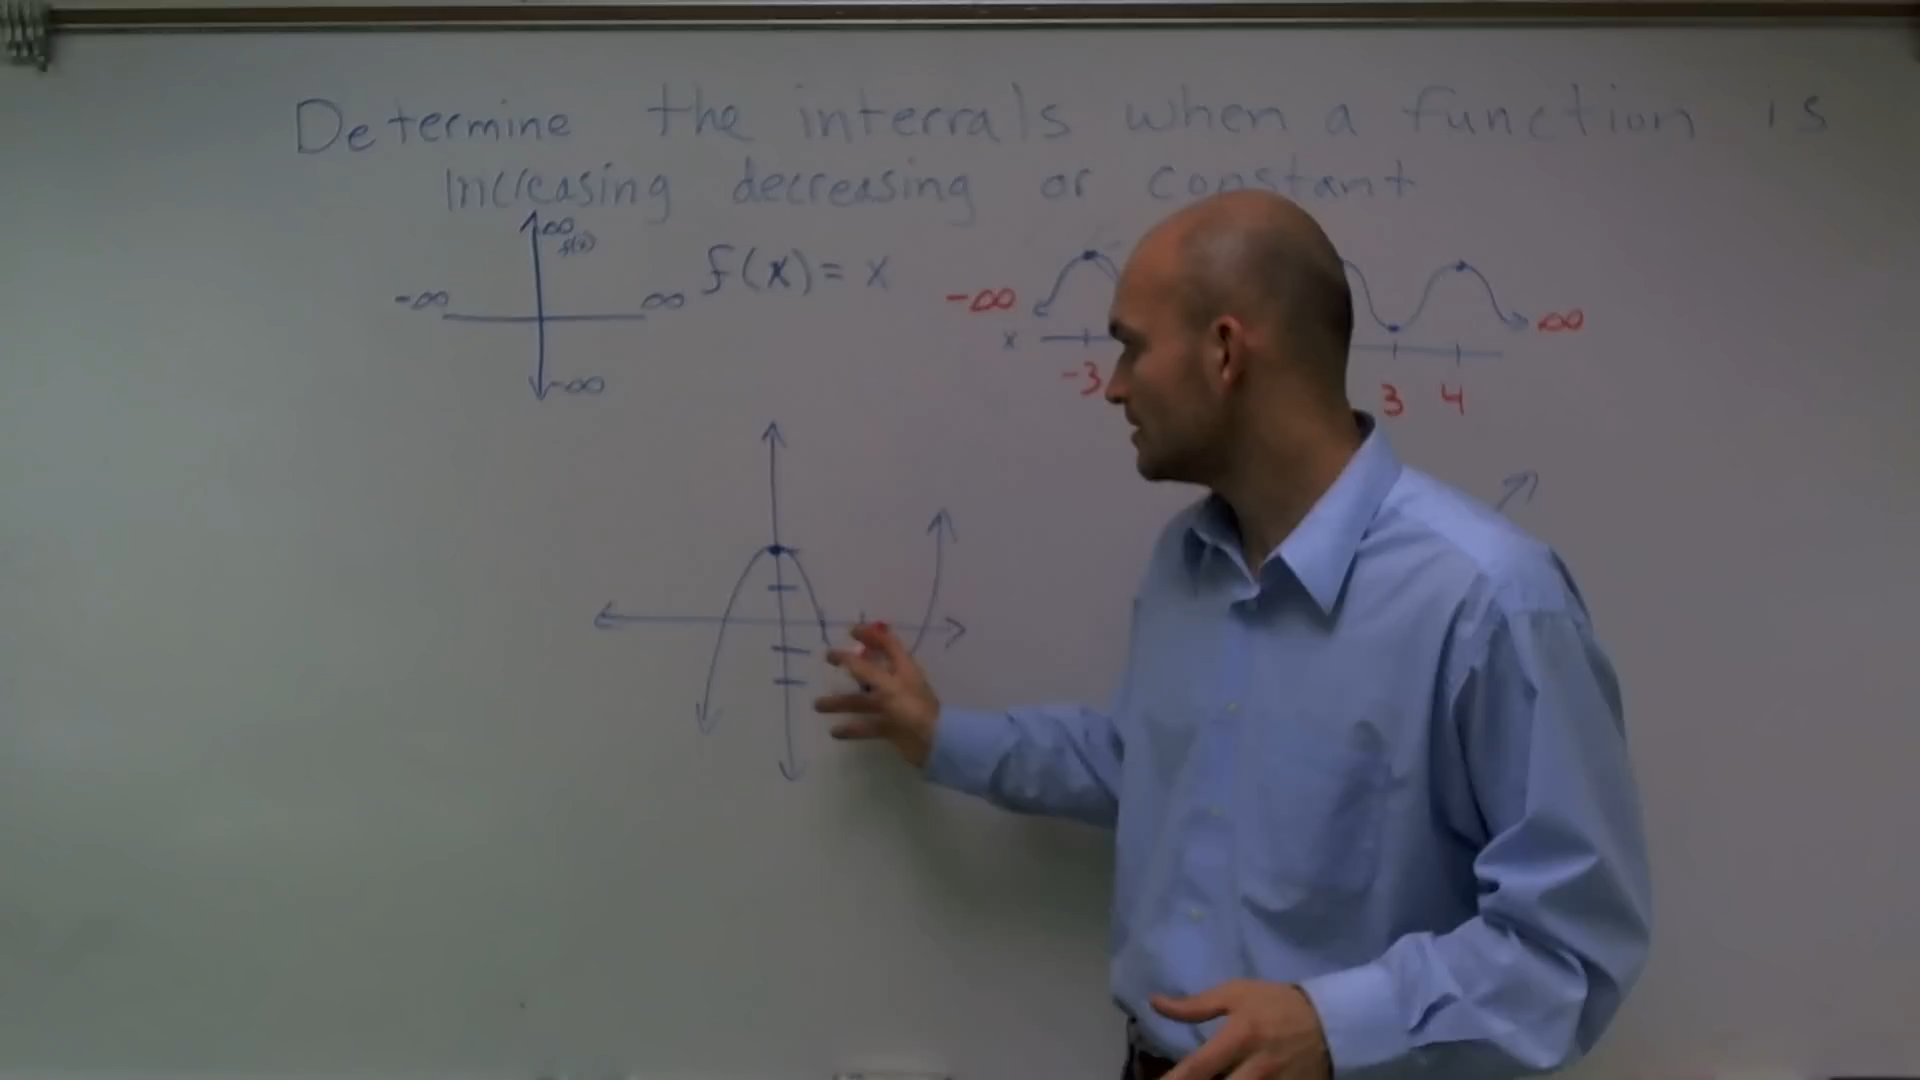 Determine the intervals when a function is
Increasing decreasing or constant
∞
f(x)
-∞ ∞
-∞
f(x) = x
-∞ ∞
x
-3 3 4